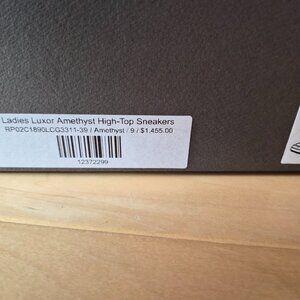 Ladies Luxor Amethyst High-Top Sneakers
RP02C1890LCG3311-39 / Amethyst / 9 / $1,455.00
12372299